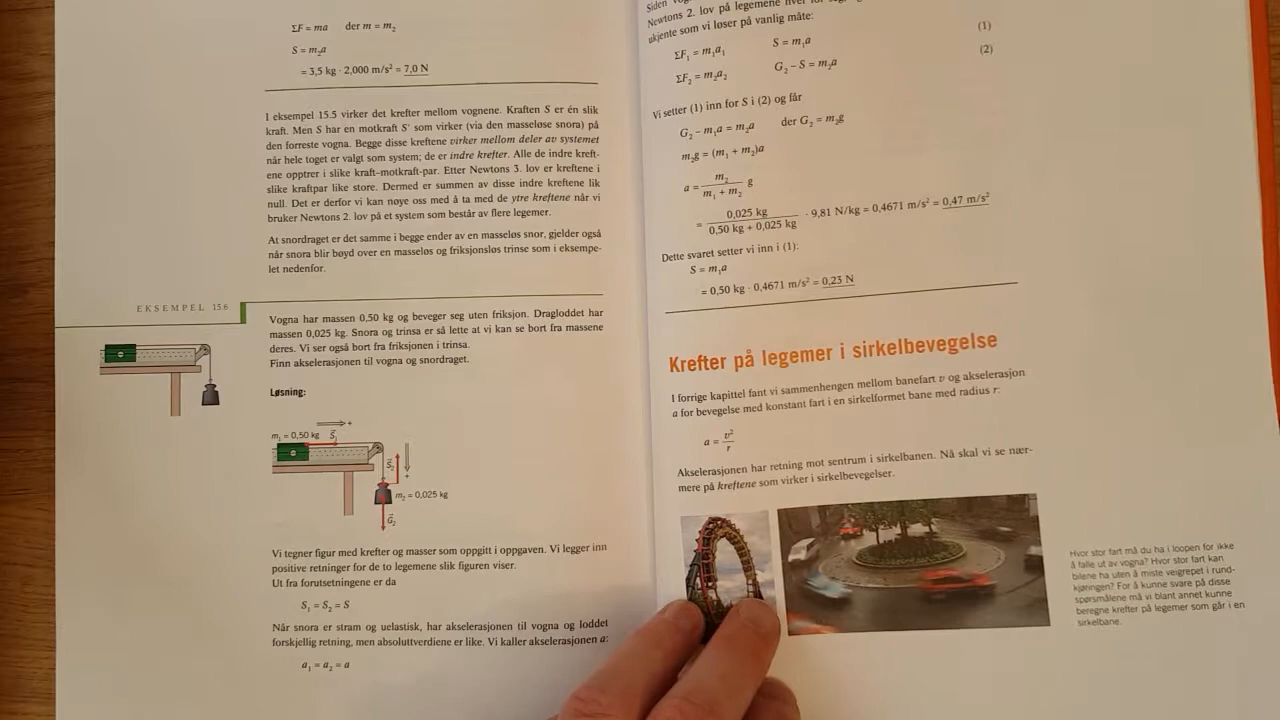 ΣF = ma der m = m₂
S = m₂a
= 3,5 kg · 2,000 m/s² = 7,0 N
I eksempel 15.5 virker det krefter mellom vognene. Kraften S er én slik
kraft. Men S har en motkraft S' som virker (via den masseløse snora) på
den forreste vogna. Begge disse kreftene virker mellom deler av systemet
når hele toget er valgt som system; de er indre krefter. Alle de indre kreft-
ene opptrer i slike kraft-motkraft-par. Etter Newtons 3. lov er kreftene i
slike kraftpar like store. Dermed er summen av disse indre kreftene lik
null. Det er derfor vi kan nøye oss med å ta med de ytre kreftene når vi
bruker Newtons 2. lov på et system som består av flere legemer.
At snordraget er det samme i begge ender av en masseløs snor, gjelder også
når snora blir bøyd over en masseløs og friksjonsløs trinse som i eksempe-
let nedenfor.
EKSEMPEL 15.6
Vogna har massen 0,50 kg og beveger seg uten friksjon. Dragloddet har
massen 0,025 kg. Snora og trinsa er så lette at vi kan se bort fra massene
deres. Vi ser også bort fra friksjonen i trinsa.
Finn akselerasjonen til vogna og snordraget.
Løsning:
m₁ = 0,50 kg S⃗₁ +
S⃗₂ +
m₂ = 0,025 kg
G⃗₂
Vi tegner figur med krefter og masser som oppgitt i oppgaven. Vi legger inn
positive retninger for de to legemene slik figuren viser.
Ut fra forutsetningene er da
S₁ = S₂ = S
Når snora er stram og uelastisk, har akselerasjonen til vogna og loddet
forskjellig retning, men absoluttverdiene er like. Vi kaller akselerasjonen a:
a₁ = a₂ = a
Siden
Newtons 2. lov på legemene hver for
ukjente som vi løser på vanlig måte:
ΣF₁ = m₁a₁ S = m₁a (1)
ΣF₂ = m₂a₂ G₂ – S = m₂a (2)
Vi setter (1) inn for S i (2) og får
G₂ – m₁a = m₂a der G₂ = m₂g
m₂g = (m₁ + m₂)a
a = m₂ / (m₁ + m₂) g
= 0,025 kg / (0,50 kg + 0,025 kg) · 9,81 N/kg = 0,4671 m/s² = 0,47 m/s²
Dette svaret setter vi inn i (1):
S = m₁a
= 0,50 kg · 0,4671 m/s² = 0,23 N
Krefter på legemer i sirkelbevegelse
I forrige kapittel fant vi sammenhengen mellom banefart v og akselerasjon
a for bevegelse med konstant fart i en sirkelformet bane med radius r:
a = v²/r
Akselerasjonen har retning mot sentrum i sirkelbanen. Nå skal vi se nær-
mere på kreftene som virker i sirkelbevegelser.
Hvor stor fart må du ha i loopen for ikke
å falle ut av vogna? Hvor stor fart kan
bilene ha uten å miste veigrepet i rund-
kjøringen? For å kunne svare på disse
spørsmålene må vi blant annet kunne
beregne krefter på legemer som går i en
sirkelbane.